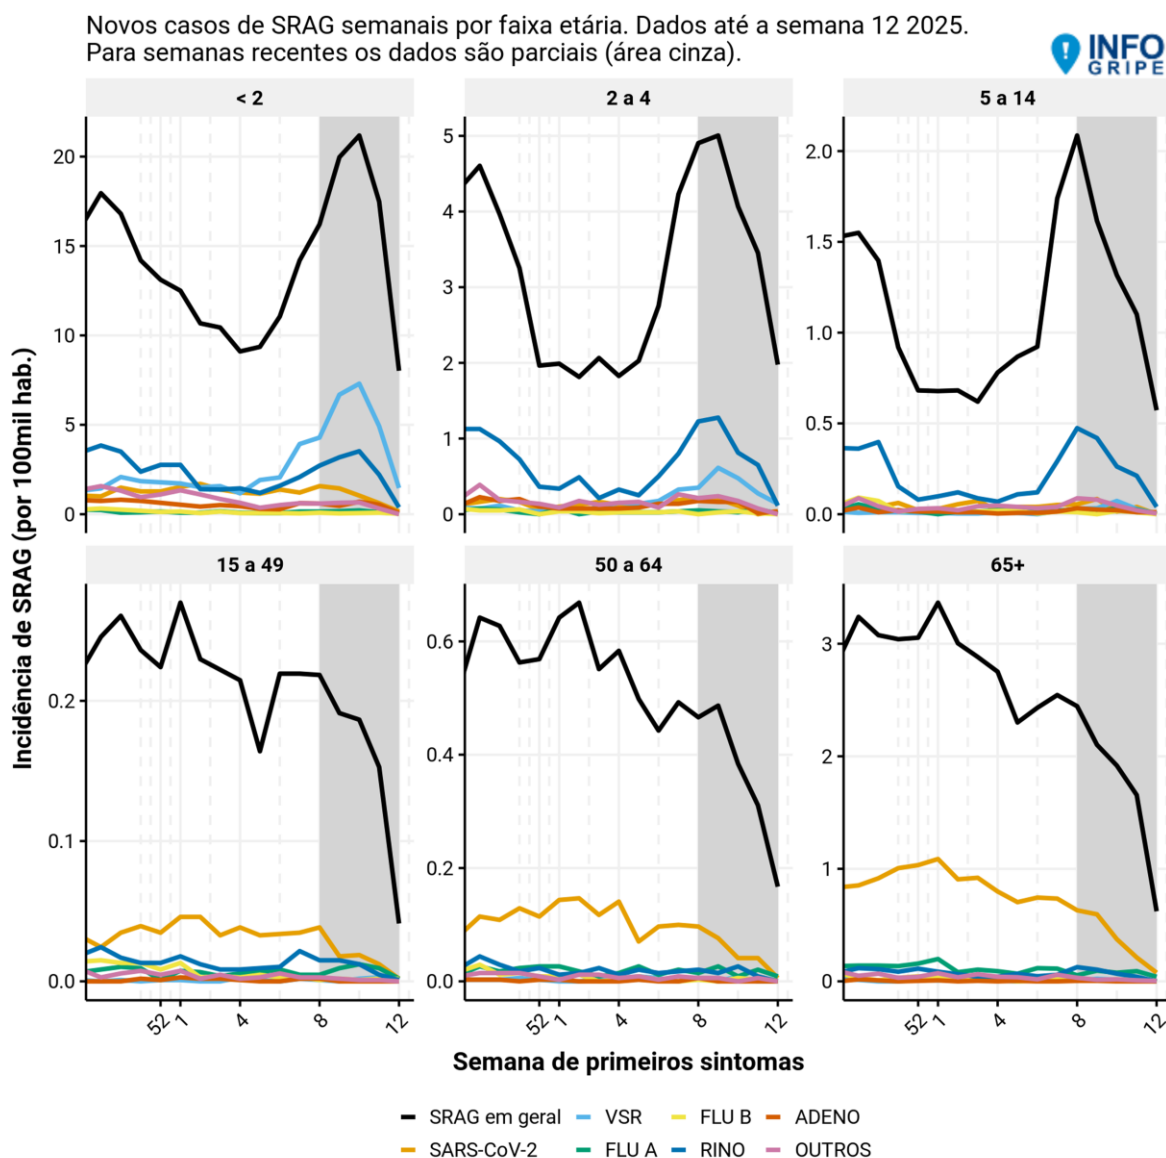 Novos casos de SRAG semanais por faixa etária. Dados até a semana 12 2025.
Para semanas recentes os dados são parciais (área cinza).
INFO
GRIPE
< 2
2 a 4
5 a 14
20
15
10
5
0
5
4
3
2
1
0
2.0
1.5
1.0
0.5
0.0
Incidência de SRAG (por 100mil hab.)
15 a 49
50 a 64
65+
0.2
0.1
0.0
0.6
0.4
0.2
0.0
3
2
1
0
52 1 4 8 12
52 1 4 8 12
52 1 4 8 12
Semana de primeiros sintomas
SRAG em geral VSR FLU B ADENO
SARS-CoV-2 FLU A RINO OUTROS